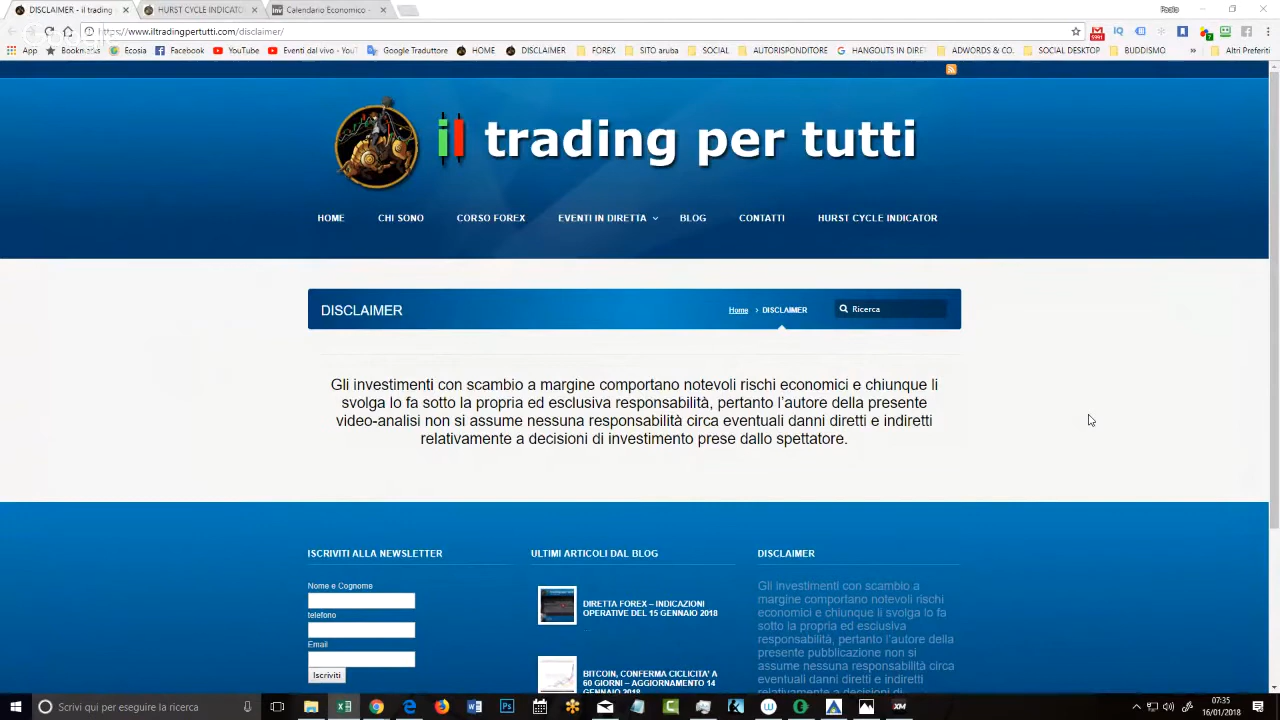 DISCLAIMER -
HURST CYCLE INDICATO
Inv Calendario Economico -
Paolo
https://www.iltradingpertutti.com/disclaimer/
App Bookmark Ecosia Facebook YouTube Eventi dal vivo - YouT Google Traduttore HOME DISCLAIMER FOREX SITO aruba SOCIAL AUTORISPONDITORE HANGOUTS IN DIRET ADWORDS & CO. SOCIAL DESKTOP BUDDISMO » Altri Preferiti
il trading per tutti
HOME CHI SONO CORSO FOREX EVENTI IN DIRETTA BLOG CONTATTI HURST CYCLE INDICATOR
DISCLAIMER
Home > DISCLAIMER
Ricerca
Gli investimenti con scambio a margine comportano notevoli rischi economici e chiunque li
svolga lo fa sotto la propria ed esclusiva responsabilità, pertanto l'autore della presente
video-analisi non si assume nessuna responsabilità circa eventuali danni diretti e indiretti
relativamente a decisioni di investimento prese dallo spettatore.
ISCRIVITI ALLA NEWSLETTER
Nome e Cognome
telefono
Email
Iscriviti
ULTIMI ARTICOLI DAL BLOG
DIRETTA FOREX – INDICAZIONI
OPERATIVE DEL 15 GENNAIO 2018
BITCOIN, CONFERMA CICLICITA' A
60 GIORNI – AGGIORNAMENTO 14
GENNAIO 2018
DISCLAIMER
Gli investimenti con scambio a
margine comportano notevoli rischi
economici e chiunque li svolga lo fa
sotto la propria ed esclusiva
responsabilità, pertanto l'autore della
presente pubblicazione non si
assume nessuna responsabilità circa
eventuali danni diretti e indiretti
relativamente a decisioni di
Scrivi qui per eseguire la ricerca
07:35
16/01/2018